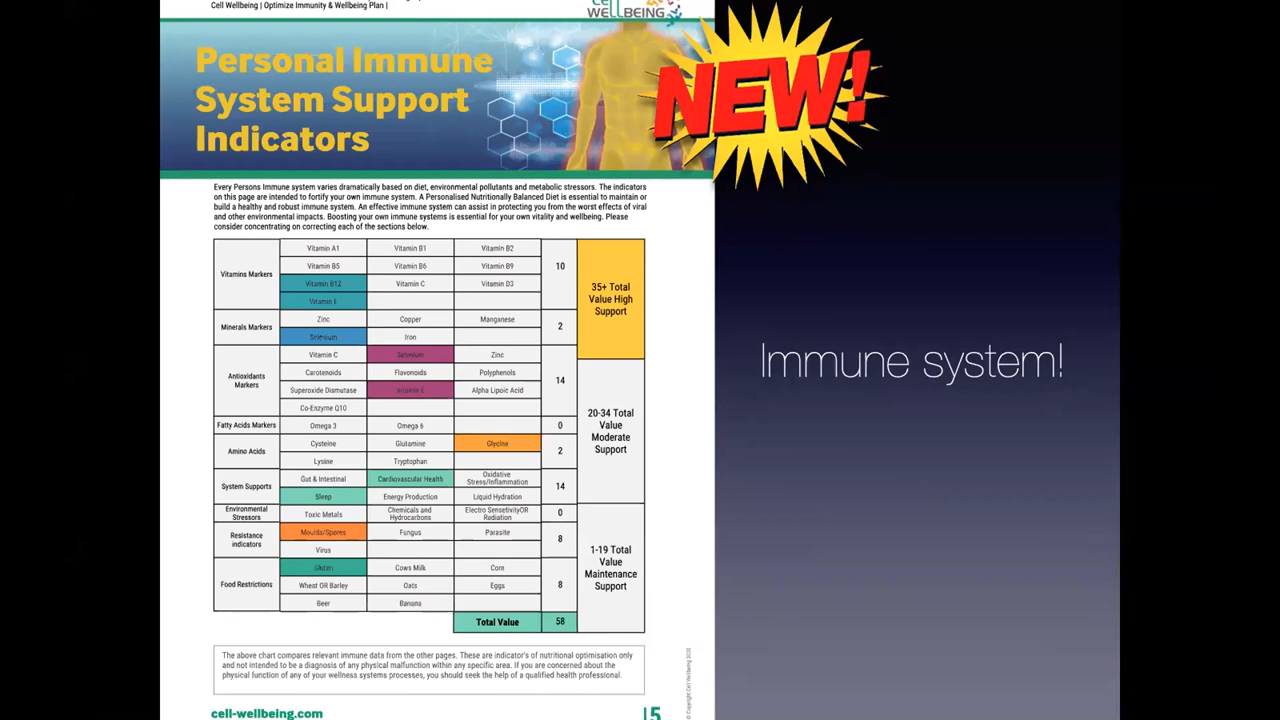 Cell Wellbeing | Optimize Immunity & Wellbeing Plan |
cell
WELLBEING
Personal Immune
System Support
Indicators
NEW!
Every Persons Immune system varies dramatically based on diet, environmental pollutants and metabolic stressors. The indicators
on this page are intended to fortify your own immune system. A Personalised Nutritionally Balanced Diet is essential to maintain or
build a healthy and robust immune system. An effective immune system can assist in protecting you from the worst effects of viral
and other environmental impacts. Boosting your own immune systems is essential for your own vitality and wellbeing. Please
consider concentrating on correcting each of the sections below.
Vitamins Markers
Vitamin A1 Vitamin B1 Vitamin B2
Vitamin B5 Vitamin B6 Vitamin B9
Vitamin B12 Vitamin C Vitamin D3
Vitamin E
10
Minerals Markers
Zinc Copper Manganese
Selenium Iron
2
Antioxidants
Markers
Vitamin C Selenium Zinc
Carotenoids Flavonoids Polyphenols
Superoxide Dismutase Vitamin E Alpha Lipoic Acid
Co-Enzyme Q10
14
Fatty Acids Markers Omega 3 Omega 6 0
Amino Acids
Cysteine Glutamine Glycine
Lysine Tryptophan
2
System Supports
Gut & Intestinal Cardiovascular Health Oxidative
Stress/Inflammation
Sleep Energy Production Liquid Hydration
14
Environmental
Stressors
Toxic Metals Chemicals and
Hydrocarbons
Electro SensetivityOR
Radiation
0
Resistance
indicators
Moulds/Spores Fungus Parasite
Virus
8
Food Restrictions
Gluten Cows Milk Corn
Wheat OR Barley Oats Eggs
Beer Banana
8
Total Value 58
35+ Total
Value High
Support
20-34 Total
Value
Moderate
Support
1-19 Total
Value
Maintenance
Support
The above chart compares relevant immune data from the other pages. These are indicator's of nutritional optimisation only
and not intended to be a diagnosis of any physical malfunction within any specific area. If you are concerned about the
physical function of any of your wellness systems processes, you should seek the help of a qualified health professional.
© Copyright Cell Wellbeing 2020
cell-wellbeing.com
|5
Immune system!